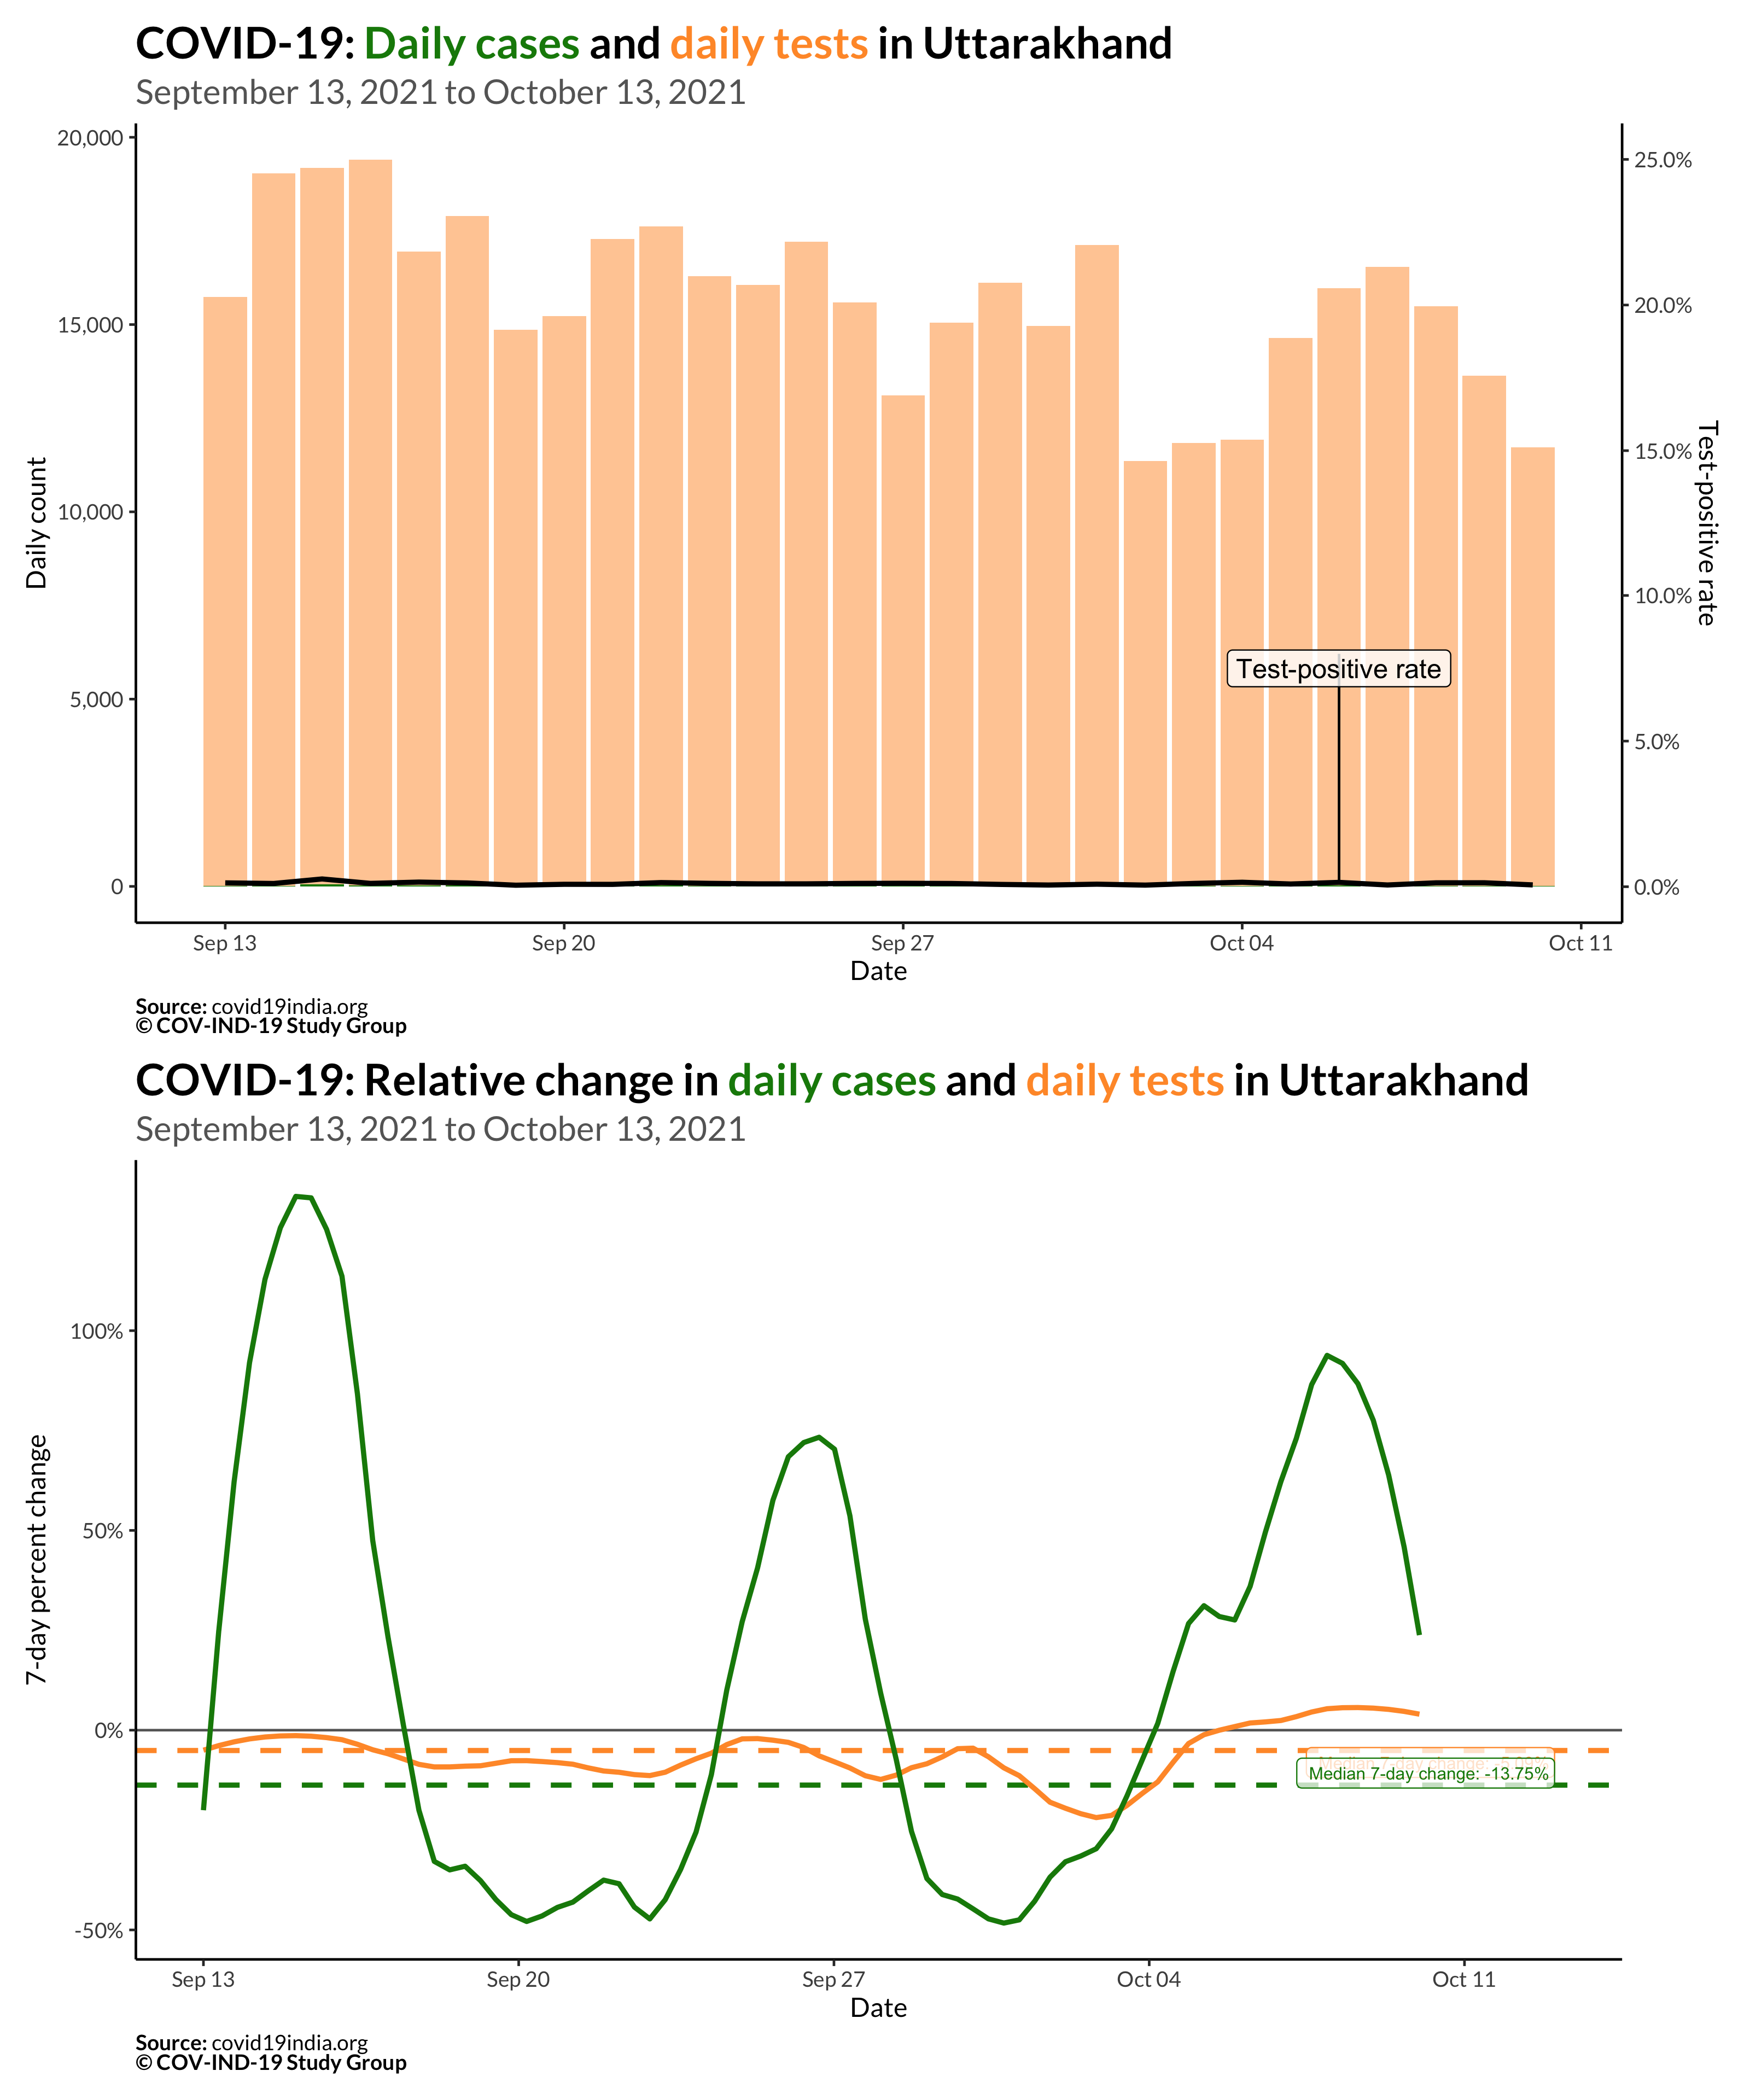 COVID-19: Daily cases and daily tests in Uttarakhand
September 13, 2021 to October 13, 2021
20,000
15,000
10,000
5,000
0
Daily count
25.0%
20.0%
15.0%
10.0%
5.0%
0.0%
Test-positive rate
Test-positive rate
Sep 13
Sep 20
Sep 27
Oct 04
Oct 11
Date
Source: covid19india.org
© COV-IND-19 Study Group
COVID-19: Relative change in daily cases and daily tests in Uttarakhand
September 13, 2021 to October 13, 2021
100%
50%
0%
-50%
7-day percent change
Median 7-day change:
Median 7-day change: -13.75%
Sep 13
Sep 20
Sep 27
Oct 04
Oct 11
Date
Source: covid19india.org
© COV-IND-19 Study Group